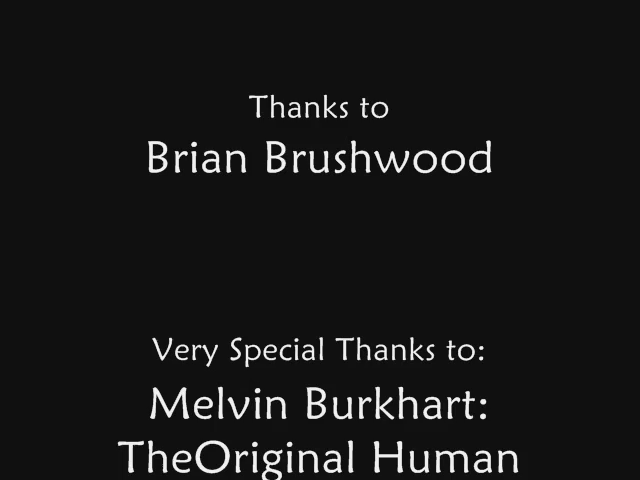 Thanks to
Brian Brushwood
Very Special Thanks to:
Melvin Burkhart:
TheOriginal Human